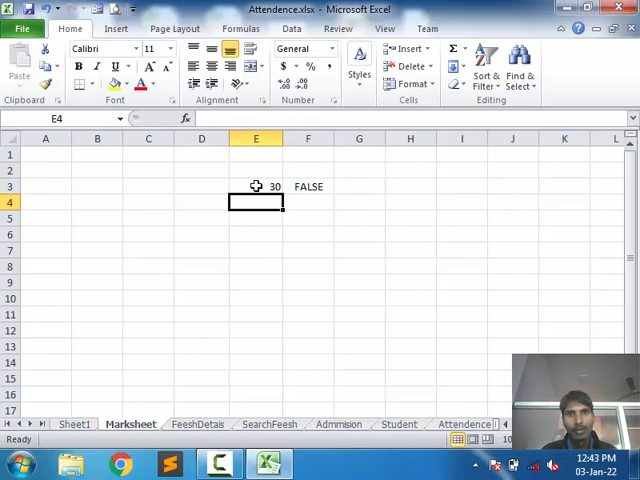 Attendence.xlsx - Microsoft Excel
File Home Insert Page Layout Formulas Data Review View Team
Paste
Clipboard
Calibri 11
B I U
Font
Alignment
General
$ % ,
Number
Styles
Insert
Delete
Format
Cells
Sort & Filter
Find & Select
Editing
E4
fx
A B C D E F G H I J K L
1
2
3 30 FALSE
4
5
6
7
8
9
10
11
12
13
14
15
16
17
Sheet1 Marksheet FeeshDetais SearchFeesh Admmision Student Attendence
Ready
12:43 PM
03-Jan-22